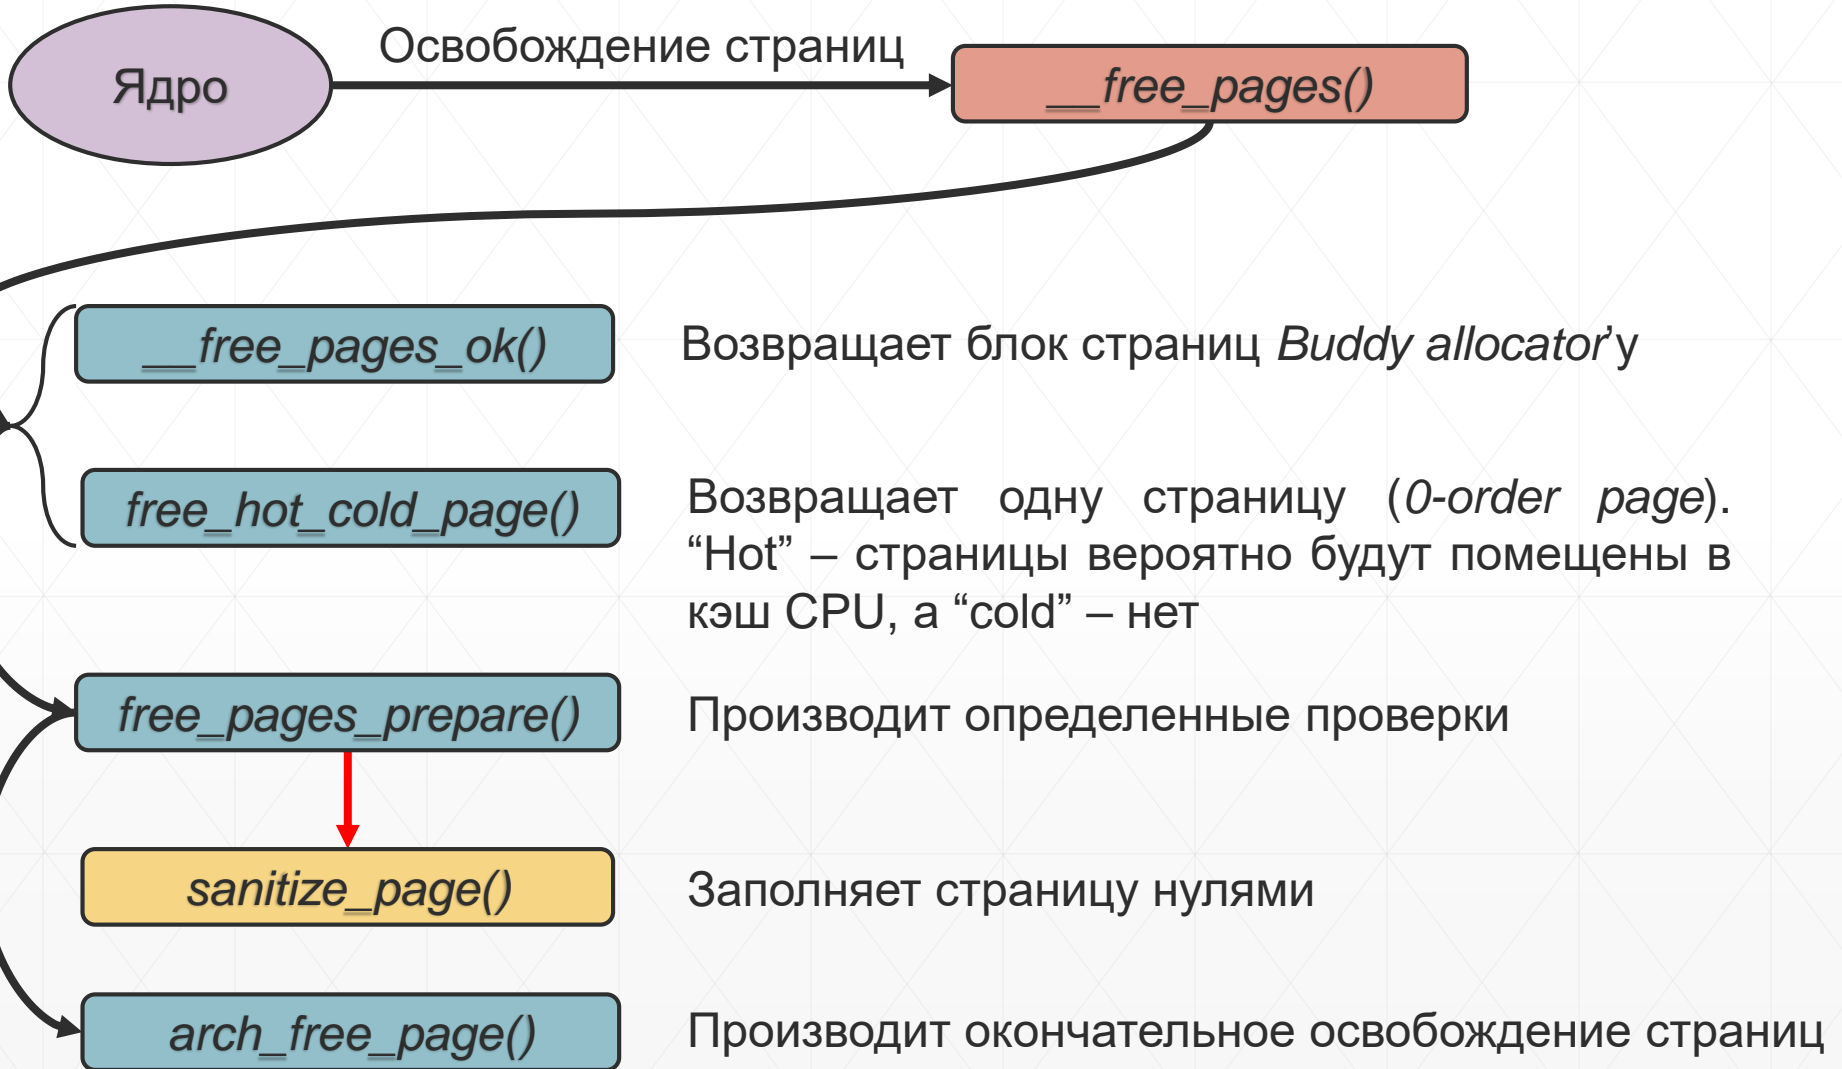 Ядро
Освобождение страниц
__free_pages()
__free_pages_ok()
Возвращает блок страниц Buddy allocator'у
free_hot_cold_page()
Возвращает одну страницу (0-order page).
“Hot” – страницы вероятно будут помещены в
кэш CPU, а “cold” – нет
free_pages_prepare()
Производит определенные проверки
sanitize_page()
Заполняет страницу нулями
arch_free_page()
Производит окончательное освобождение страниц